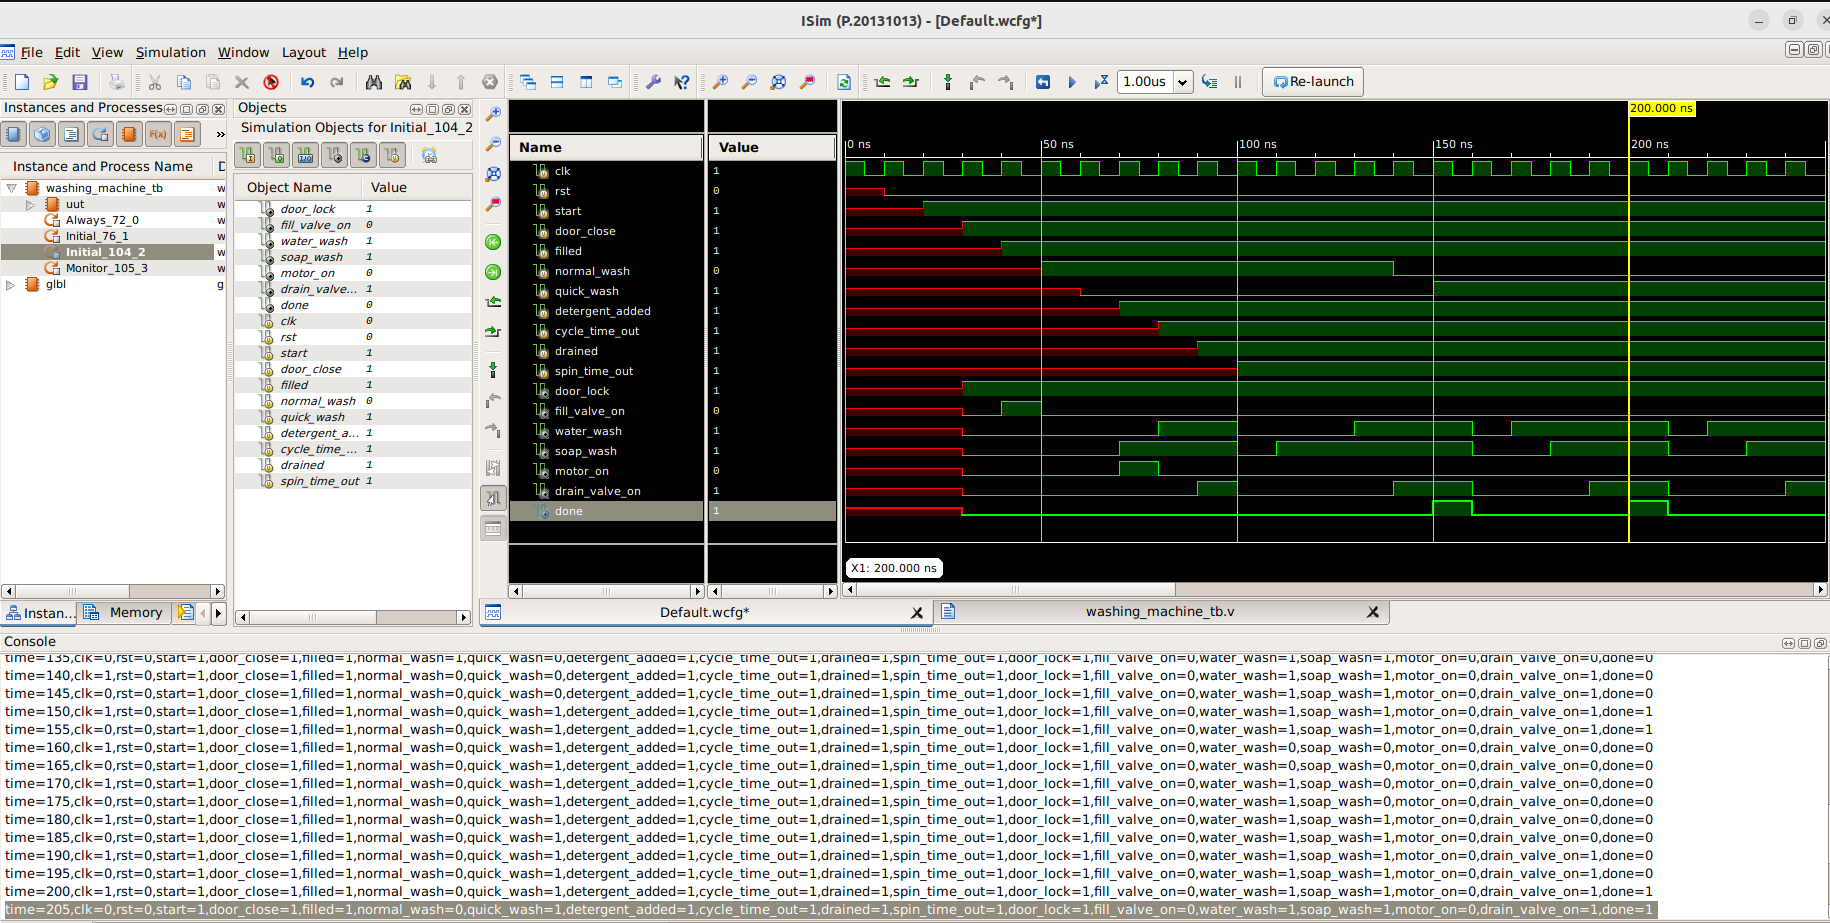 ISim (P.20131013) - [Default.wcfg*]
File Edit View Simulation Window Layout Help
1.00us Re-launch
Instances and Processes
F(x) »
Instance and Process Name D
washing_machine_tb w
uut w
Always_72_0 w
Initial_76_1 w
Initial_104_2 w
Monitor_105_3 w
glbl gl
Instan... Memory
Objects
Simulation Objects for Initial_104_2
Object Name Value
door_lock 1
fill_valve_on 0
water_wash 1
soap_wash 1
motor_on 0
drain_valve... 1
done 0
clk 0
rst 0
start 1
door_close 1
filled 1
normal_wash 0
quick_wash 1
detergent_a... 1
cycle_time_... 1
drained 1
spin_time_out 1
Name Value
clk 1
rst 0
start 1
door_close 1
filled 1
normal_wash 0
quick_wash 1
detergent_added 1
cycle_time_out 1
drained 1
spin_time_out 1
door_lock 1
fill_valve_on 0
water_wash 1
soap_wash 1
motor_on 0
drain_valve_on 1
done 1
200.000 ns
0 ns 50 ns 100 ns 150 ns 200 ns
X1: 200.000 ns
Default.wcfg* washing_machine_tb.v
Console
time=135,clk=0,rst=0,start=1,door_close=1,filled=1,normal_wash=1,quick_wash=0,detergent_added=1,cycle_time_out=1,drained=1,spin_time_out=1,door_lock=1,fill_valve_on=0,water_wash=1,soap_wash=1,motor_on=0,drain_valve_on=0,done=0
time=140,clk=1,rst=0,start=1,door_close=1,filled=1,normal_wash=0,quick_wash=0,detergent_added=1,cycle_time_out=1,drained=1,spin_time_out=1,door_lock=1,fill_valve_on=0,water_wash=1,soap_wash=1,motor_on=0,drain_valve_on=1,done=0
time=145,clk=0,rst=0,start=1,door_close=1,filled=1,normal_wash=0,quick_wash=0,detergent_added=1,cycle_time_out=1,drained=1,spin_time_out=1,door_lock=1,fill_valve_on=0,water_wash=1,soap_wash=1,motor_on=0,drain_valve_on=1,done=0
time=150,clk=1,rst=0,start=1,door_close=1,filled=1,normal_wash=0,quick_wash=1,detergent_added=1,cycle_time_out=1,drained=1,spin_time_out=1,door_lock=1,fill_valve_on=0,water_wash=1,soap_wash=1,motor_on=0,drain_valve_on=1,done=1
time=155,clk=0,rst=0,start=1,door_close=1,filled=1,normal_wash=0,quick_wash=1,detergent_added=1,cycle_time_out=1,drained=1,spin_time_out=1,door_lock=1,fill_valve_on=0,water_wash=1,soap_wash=1,motor_on=0,drain_valve_on=1,done=1
time=160,clk=1,rst=0,start=1,door_close=1,filled=1,normal_wash=0,quick_wash=1,detergent_added=1,cycle_time_out=1,drained=1,spin_time_out=1,door_lock=1,fill_valve_on=0,water_wash=0,soap_wash=0,motor_on=0,drain_valve_on=0,done=0
time=165,clk=0,rst=0,start=1,door_close=1,filled=1,normal_wash=0,quick_wash=1,detergent_added=1,cycle_time_out=1,drained=1,spin_time_out=1,door_lock=1,fill_valve_on=0,water_wash=0,soap_wash=0,motor_on=0,drain_valve_on=0,done=0
time=170,clk=1,rst=0,start=1,door_close=1,filled=1,normal_wash=0,quick_wash=1,detergent_added=1,cycle_time_out=1,drained=1,spin_time_out=1,door_lock=1,fill_valve_on=0,water_wash=1,soap_wash=0,motor_on=0,drain_valve_on=0,done=0
time=175,clk=0,rst=0,start=1,door_close=1,filled=1,normal_wash=0,quick_wash=1,detergent_added=1,cycle_time_out=1,drained=1,spin_time_out=1,door_lock=1,fill_valve_on=0,water_wash=1,soap_wash=0,motor_on=0,drain_valve_on=0,done=0
time=180,clk=1,rst=0,start=1,door_close=1,filled=1,normal_wash=0,quick_wash=1,detergent_added=1,cycle_time_out=1,drained=1,spin_time_out=1,door_lock=1,fill_valve_on=0,water_wash=1,soap_wash=1,motor_on=0,drain_valve_on=0,done=0
time=185,clk=0,rst=0,start=1,door_close=1,filled=1,normal_wash=0,quick_wash=1,detergent_added=1,cycle_time_out=1,drained=1,spin_time_out=1,door_lock=1,fill_valve_on=0,water_wash=1,soap_wash=1,motor_on=0,drain_valve_on=0,done=0
time=190,clk=1,rst=0,start=1,door_close=1,filled=1,normal_wash=0,quick_wash=1,detergent_added=1,cycle_time_out=1,drained=1,spin_time_out=1,door_lock=1,fill_valve_on=0,water_wash=1,soap_wash=1,motor_on=0,drain_valve_on=1,done=0
time=195,clk=0,rst=0,start=1,door_close=1,filled=1,normal_wash=0,quick_wash=1,detergent_added=1,cycle_time_out=1,drained=1,spin_time_out=1,door_lock=1,fill_valve_on=0,water_wash=1,soap_wash=1,motor_on=0,drain_valve_on=1,done=0
time=200,clk=1,rst=0,start=1,door_close=1,filled=1,normal_wash=0,quick_wash=1,detergent_added=1,cycle_time_out=1,drained=1,spin_time_out=1,door_lock=1,fill_valve_on=0,water_wash=1,soap_wash=1,motor_on=0,drain_valve_on=1,done=1
time=205,clk=0,rst=0,start=1,door_close=1,filled=1,normal_wash=0,quick_wash=1,detergent_added=1,cycle_time_out=1,drained=1,spin_time_out=1,door_lock=1,fill_valve_on=0,water_wash=1,soap_wash=1,motor_on=0,drain_valve_on=1,done=1